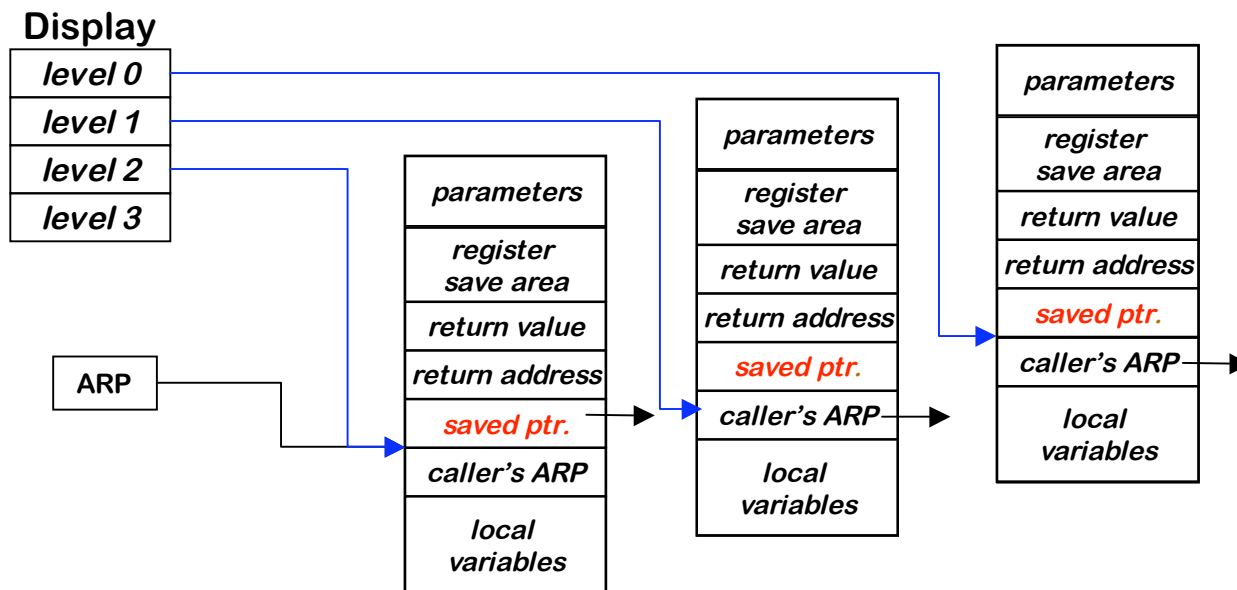 Display
level 0
level 1
level 2
level 3
ARP
parameters
register
save area
return value
return address
saved ptr.
caller's ARP
local
variables
parameters
register
save area
return value
return address
saved ptr.
caller's ARP
local
variables
parameters
register
save area
return value
return address
saved ptr.
caller's ARP
local
variables